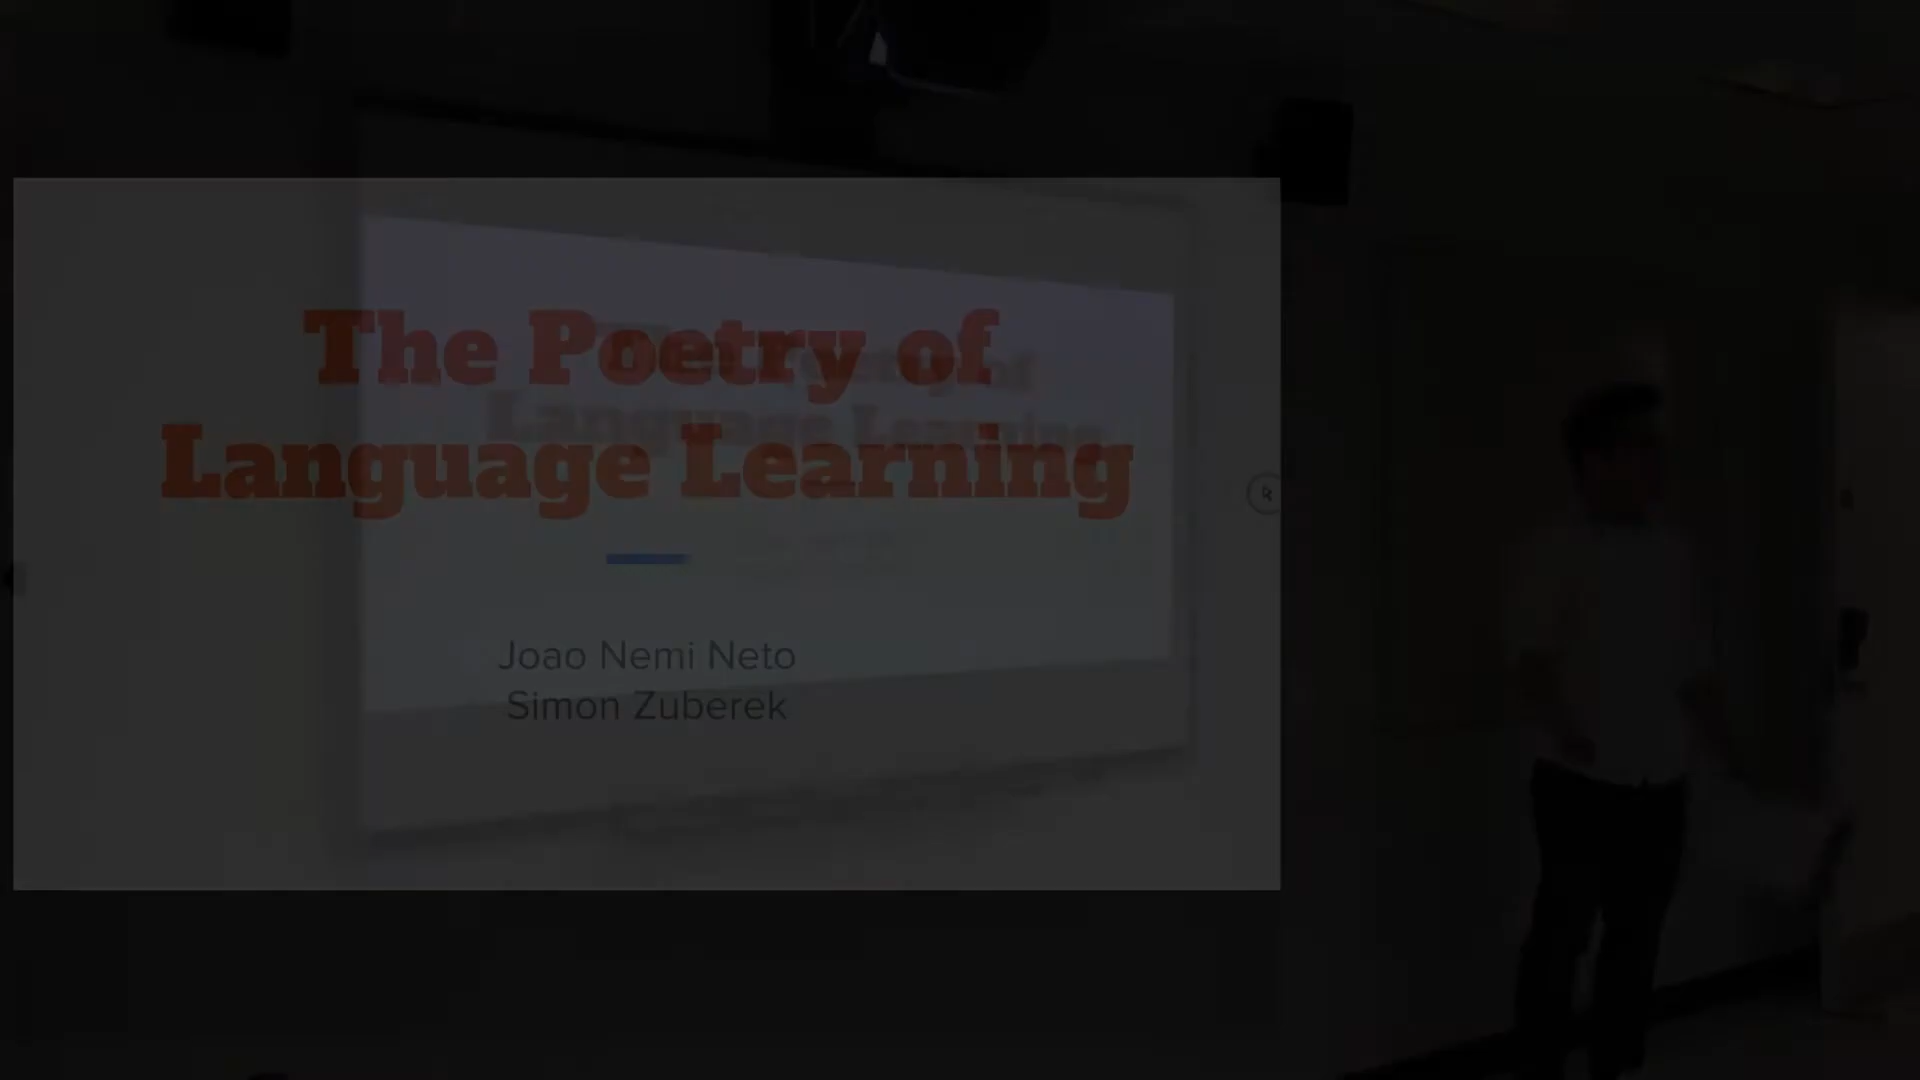 The Poetry of
Language Learning
Joao Nemi Neto
Simon Zuberek